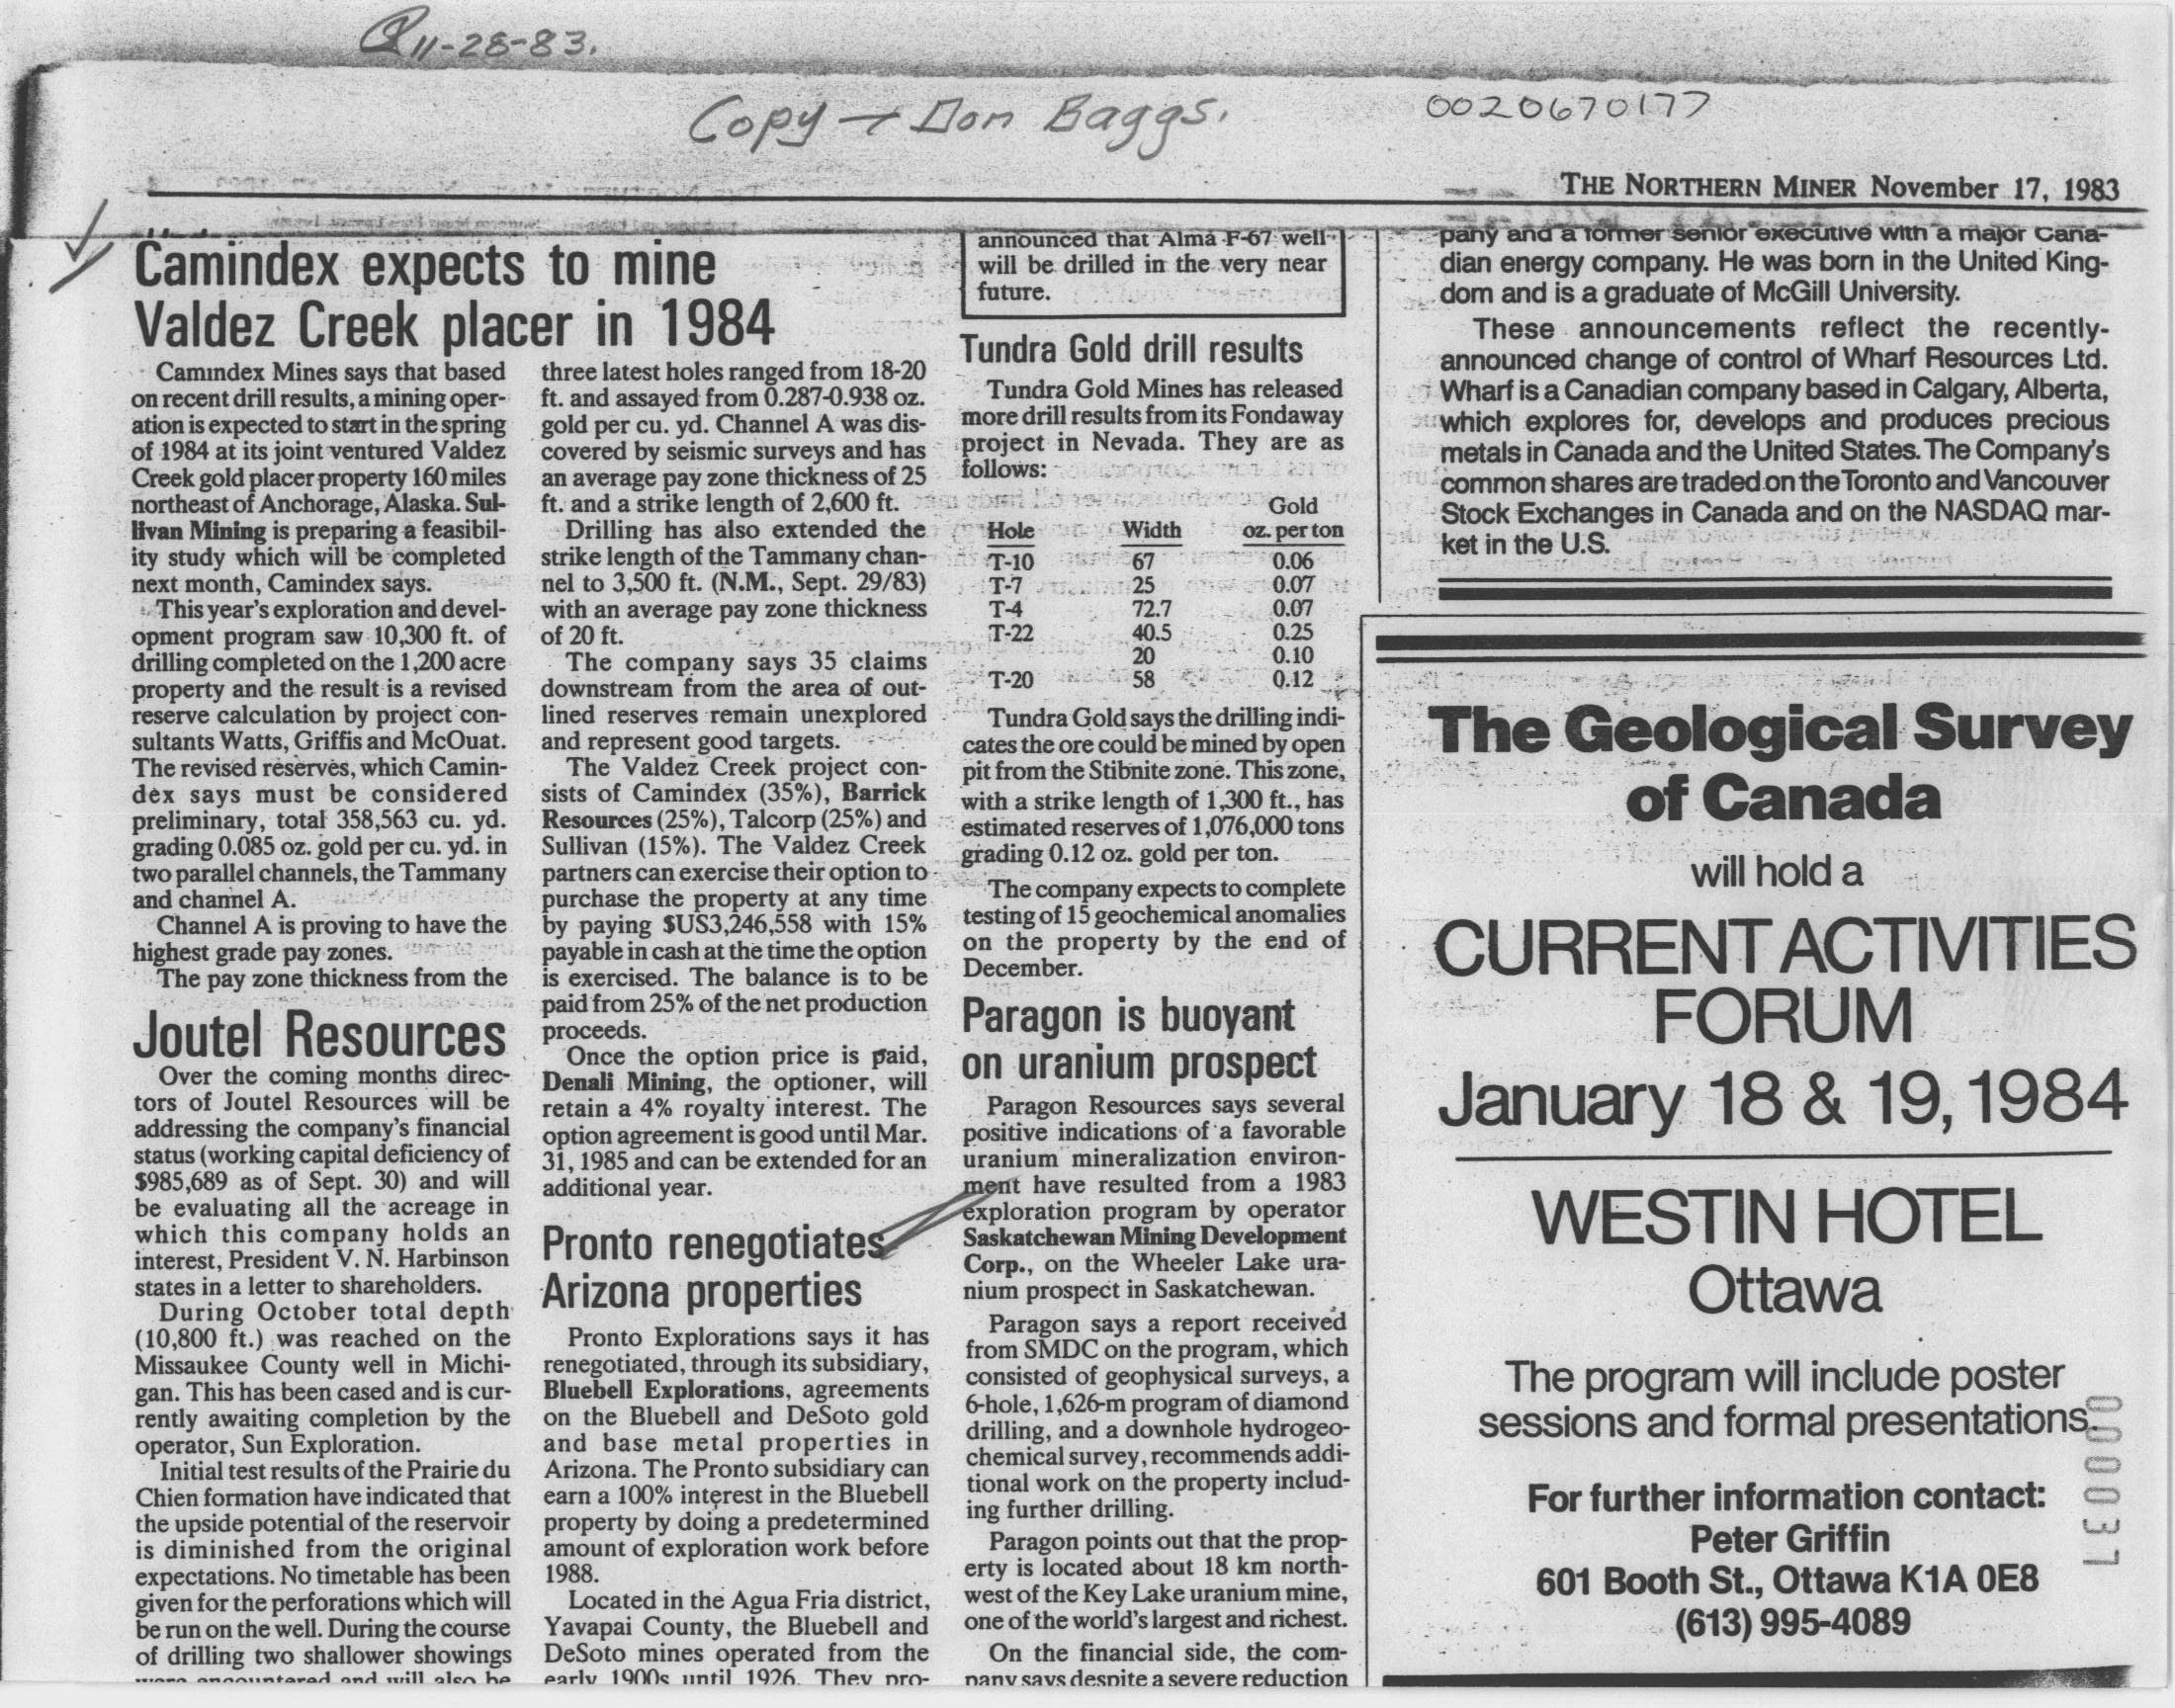 11-28-83.
Copy → Don Baggs.
0020670177
THE NORTHERN MINER November 17, 1983
Camindex expects to mine
Valdez Creek placer in 1984
Camindex Mines says that based
on recent drill results, a mining oper-
ation is expected to start in the spring
of 1984 at its joint ventured Valdez
Creek gold placer property 160 miles
northeast of Anchorage, Alaska. Sul-
livan Mining is preparing a feasibil-
ity study which will be completed
next month, Camindex says.
This year's exploration and devel-
opment program saw 10,300 ft. of
drilling completed on the 1,200 acre
property and the result is a revised
reserve calculation by project con-
sultants Watts, Griffis and McOuat.
The revised reserves, which Camin-
dex says must be considered
preliminary, total 358,563 cu. yd.
grading 0.085 oz. gold per cu. yd. in
two parallel channels, the Tammany
and channel A.
Channel A is proving to have the
highest grade pay zones.
The pay zone thickness from the
three latest holes ranged from 18-20
ft. and assayed from 0.287-0.938 oz.
gold per cu. yd. Channel A was dis-
covered by seismic surveys and has
an average pay zone thickness of 25
ft. and a strike length of 2,600 ft.
Drilling has also extended the
strike length of the Tammany chan-
nel to 3,500 ft. (N.M., Sept. 29/83)
with an average pay zone thickness
of 20 ft.
The company says 35 claims
downstream from the area of out-
lined reserves remain unexplored
and represent good targets.
The Valdez Creek project con-
sists of Camindex (35%), Barrick
Resources (25%), Talcorp (25%) and
Sullivan (15%). The Valdez Creek
partners can exercise their option to
purchase the property at any time
by paying $US3,246,558 with 15%
payable in cash at the time the option
is exercised. The balance is to be
paid from 25% of the net production
proceeds.
Once the option price is paid,
Denali Mining, the optioner, will
retain a 4% royalty interest. The
option agreement is good until Mar.
31, 1985 and can be extended for an
additional year.
Joutel Resources
Over the coming months direc-
tors of Joutel Resources will be
addressing the company's financial
status (working capital deficiency of
$985,689 as of Sept. 30) and will
be evaluating all the acreage in
which this company holds an
interest, President V. N. Harbinson
states in a letter to shareholders.
During October total depth
(10,800 ft.) was reached on the
Missaukee County well in Michi-
gan. This has been cased and is cur-
rently awaiting completion by the
operator, Sun Exploration.
Initial test results of the Prairie du
Chien formation have indicated that
the upside potential of the reservoir
is diminished from the original
expectations. No timetable has been
given for the perforations which will
be run on the well. During the course
of drilling two shallower showings
were encountered and will also be
Pronto renegotiates
Arizona properties
Pronto Explorations says it has
renegotiated, through its subsidiary,
Bluebell Explorations, agreements
on the Bluebell and DeSoto gold
and base metal properties in
Arizona. The Pronto subsidiary can
earn a 100% interest in the Bluebell
property by doing a predetermined
amount of exploration work before
1988.
Located in the Agua Fria district,
Yavapai County, the Bluebell and
DeSoto mines operated from the
early 1900s until 1926. They pro-
announced that Alma F-67 well
will be drilled in the very near
future.
Tundra Gold drill results
Tundra Gold Mines has released
more drill results from its Fondaway
project in Nevada. They are as
follows:
Gold
Hole Width oz. per ton
T-10 67 0.06
T-7 25 0.07
T-4 72.7 0.07
T-22 40.5 0.25
20 0.10
T-20 58 0.12
Tundra Gold says the drilling indi-
cates the ore could be mined by open
pit from the Stibnite zone. This zone,
with a strike length of 1,300 ft., has
estimated reserves of 1,076,000 tons
grading 0.12 oz. gold per ton.
The company expects to complete
testing of 15 geochemical anomalies
on the property by the end of
December.
Paragon is buoyant
on uranium prospect
Paragon Resources says several
positive indications of a favorable
uranium mineralization environ-
ment have resulted from a 1983
exploration program by operator
Saskatchewan Mining Development
Corp., on the Wheeler Lake ura-
nium prospect in Saskatchewan.
Paragon says a report received
from SMDC on the program, which
consisted of geophysical surveys, a
6-hole, 1,626-m program of diamond
drilling, and a downhole hydrogeo-
chemical survey, recommends addi-
tional work on the property includ-
ing further drilling.
Paragon points out that the prop-
erty is located about 18 km north-
west of the Key Lake uranium mine,
one of the world's largest and richest.
On the financial side, the com-
pany says despite a severe reduction
pany and a former senior executive with a major Cana-
dian energy company. He was born in the United King-
dom and is a graduate of McGill University.
These announcements reflect the recently-
announced change of control of Wharf Resources Ltd.
Wharf is a Canadian company based in Calgary, Alberta,
which explores for, develops and produces precious
metals in Canada and the United States. The Company's
common shares are traded on the Toronto and Vancouver
Stock Exchanges in Canada and on the NASDAQ mar-
ket in the U.S.
The Geological Survey
of Canada
will hold a
CURRENT ACTIVITIES
FORUM
January 18 & 19, 1984
WESTIN HOTEL
Ottawa
The program will include poster
sessions and formal presentations.
For further information contact:
Peter Griffin
601 Booth St., Ottawa K1A 0E8
(613) 995-4089